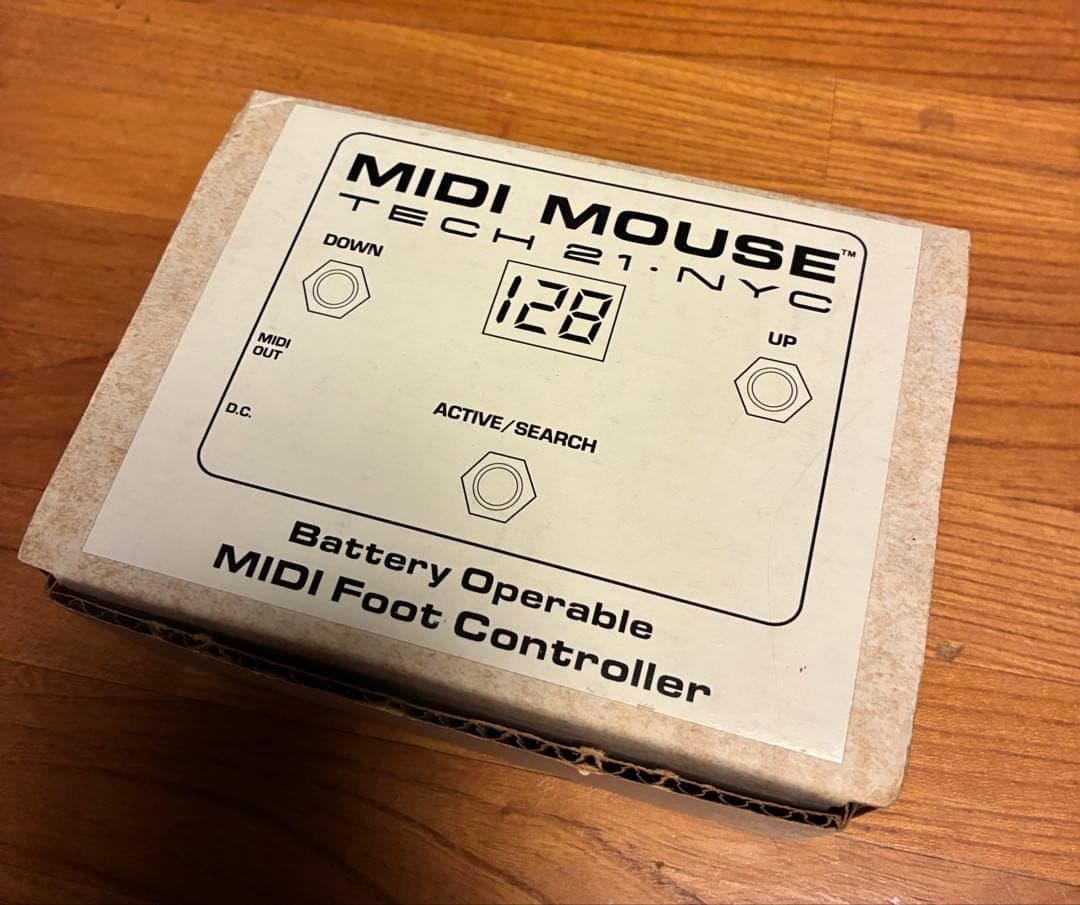 MIDI MOUSE™
TECH 21·NYC
DOWN
128
UP
MIDI
OUT
D.C.
ACTIVE/SEARCH
Battery Operable
MIDI Foot Controller